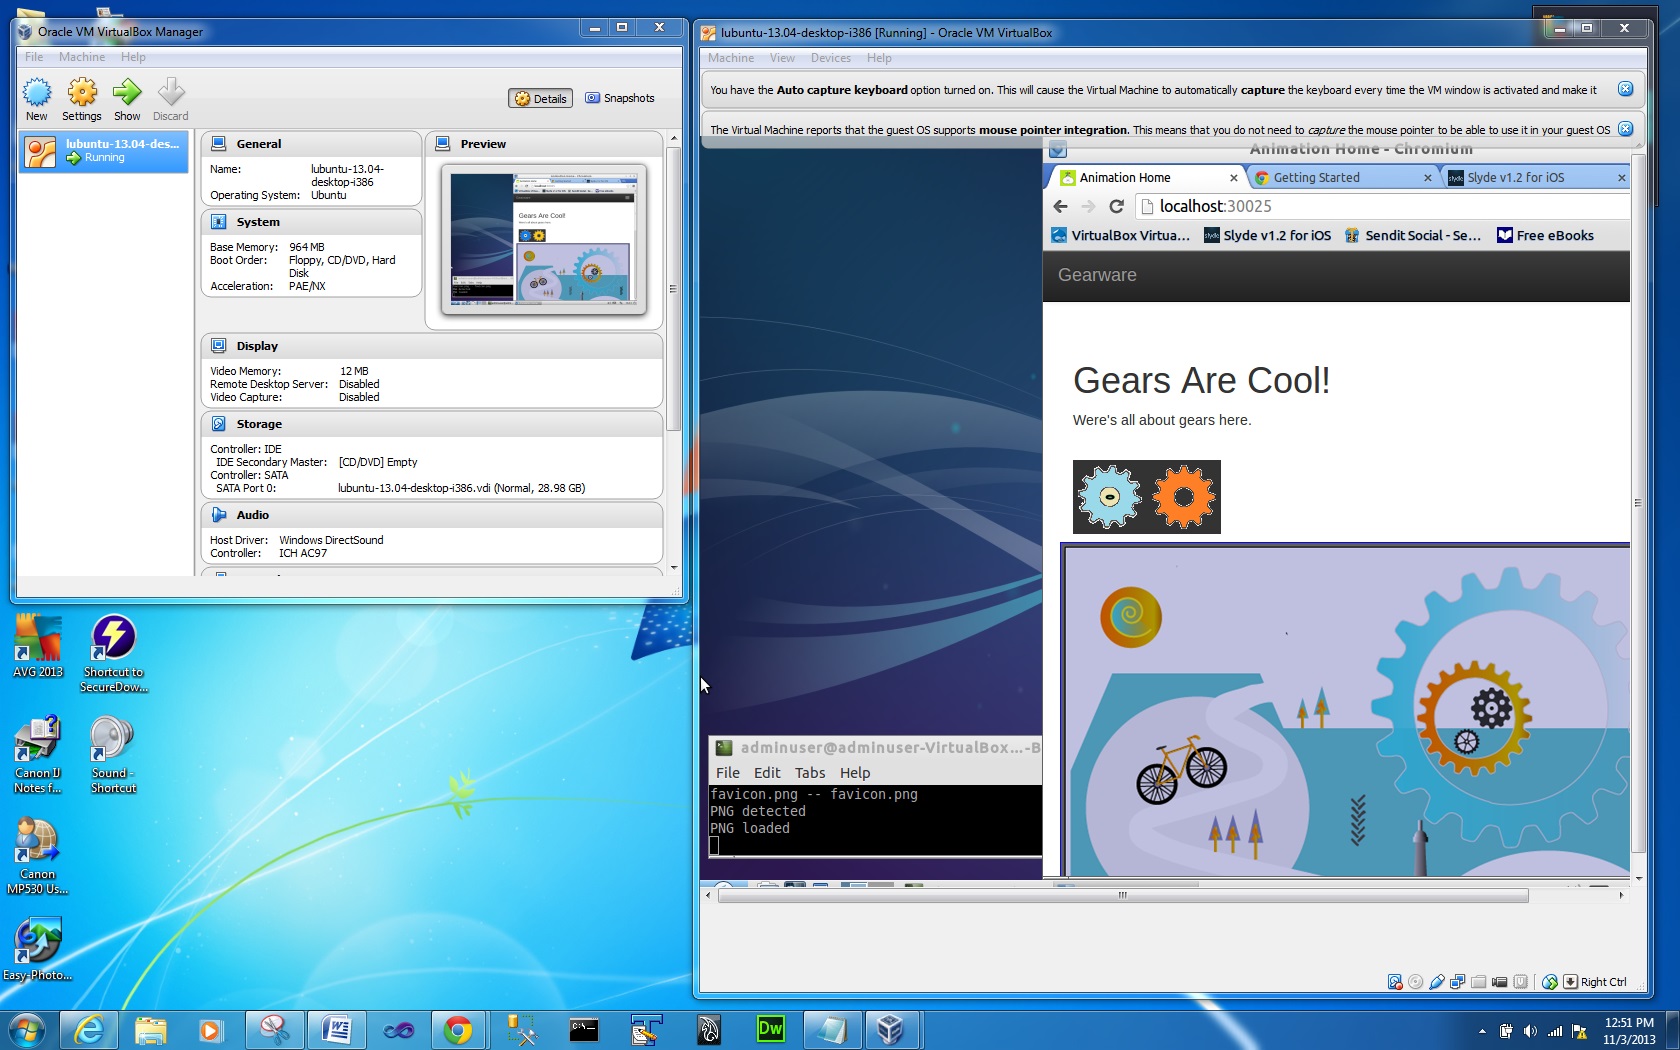 Oracle VM VirtualBox Manager
File Machine Help
New Settings Show Discard
Details Snapshots
lubuntu-13.04-des...
Running
General
Name: lubuntu-13.04-
desktop-i386
Operating System: Ubuntu
Preview
System
Base Memory: 964 MB
Boot Order: Floppy, CD/DVD, Hard
Disk
Acceleration: PAE/NX
Display
Video Memory: 12 MB
Remote Desktop Server: Disabled
Video Capture: Disabled
Storage
Controller: IDE
IDE Secondary Master: [CD/DVD] Empty
Controller: SATA
SATA Port 0: lubuntu-13.04-desktop-i386.vdi (Normal, 28.98 GB)
Audio
Host Driver: Windows DirectSound
Controller: ICH AC97
AVG 2013
Shortcut to
SecureDow...
Canon IJ
Notes f...
Sound -
Shortcut
Canon
MP530 Us...
Easy-Photo...
lubuntu-13.04-desktop-i386 [Running] - Oracle VM VirtualBox
Machine View Devices Help
You have the Auto capture keyboard option turned on. This will cause the Virtual Machine to automatically capture the keyboard every time the VM window is activated and make it
The Virtual Machine reports that the guest OS supports mouse pointer integration. This means that you do not need to capture the mouse pointer to be able to use it in your guest OS
Animation Home - Chromium
Animation Home Getting Started Slyde v1.2 for iOS
localhost:30025
VirtualBox Virtua... Slyde v1.2 for iOS Sendit Social - Se... Free eBooks
Gearware
Gears Are Cool!
Were's all about gears here.
adminuser@adminuser-VirtualBox...-B
File Edit Tabs Help
favicon.png -- favicon.png
PNG detected
PNG loaded
Right Ctrl
Dw
12:51 PM
11/3/2013